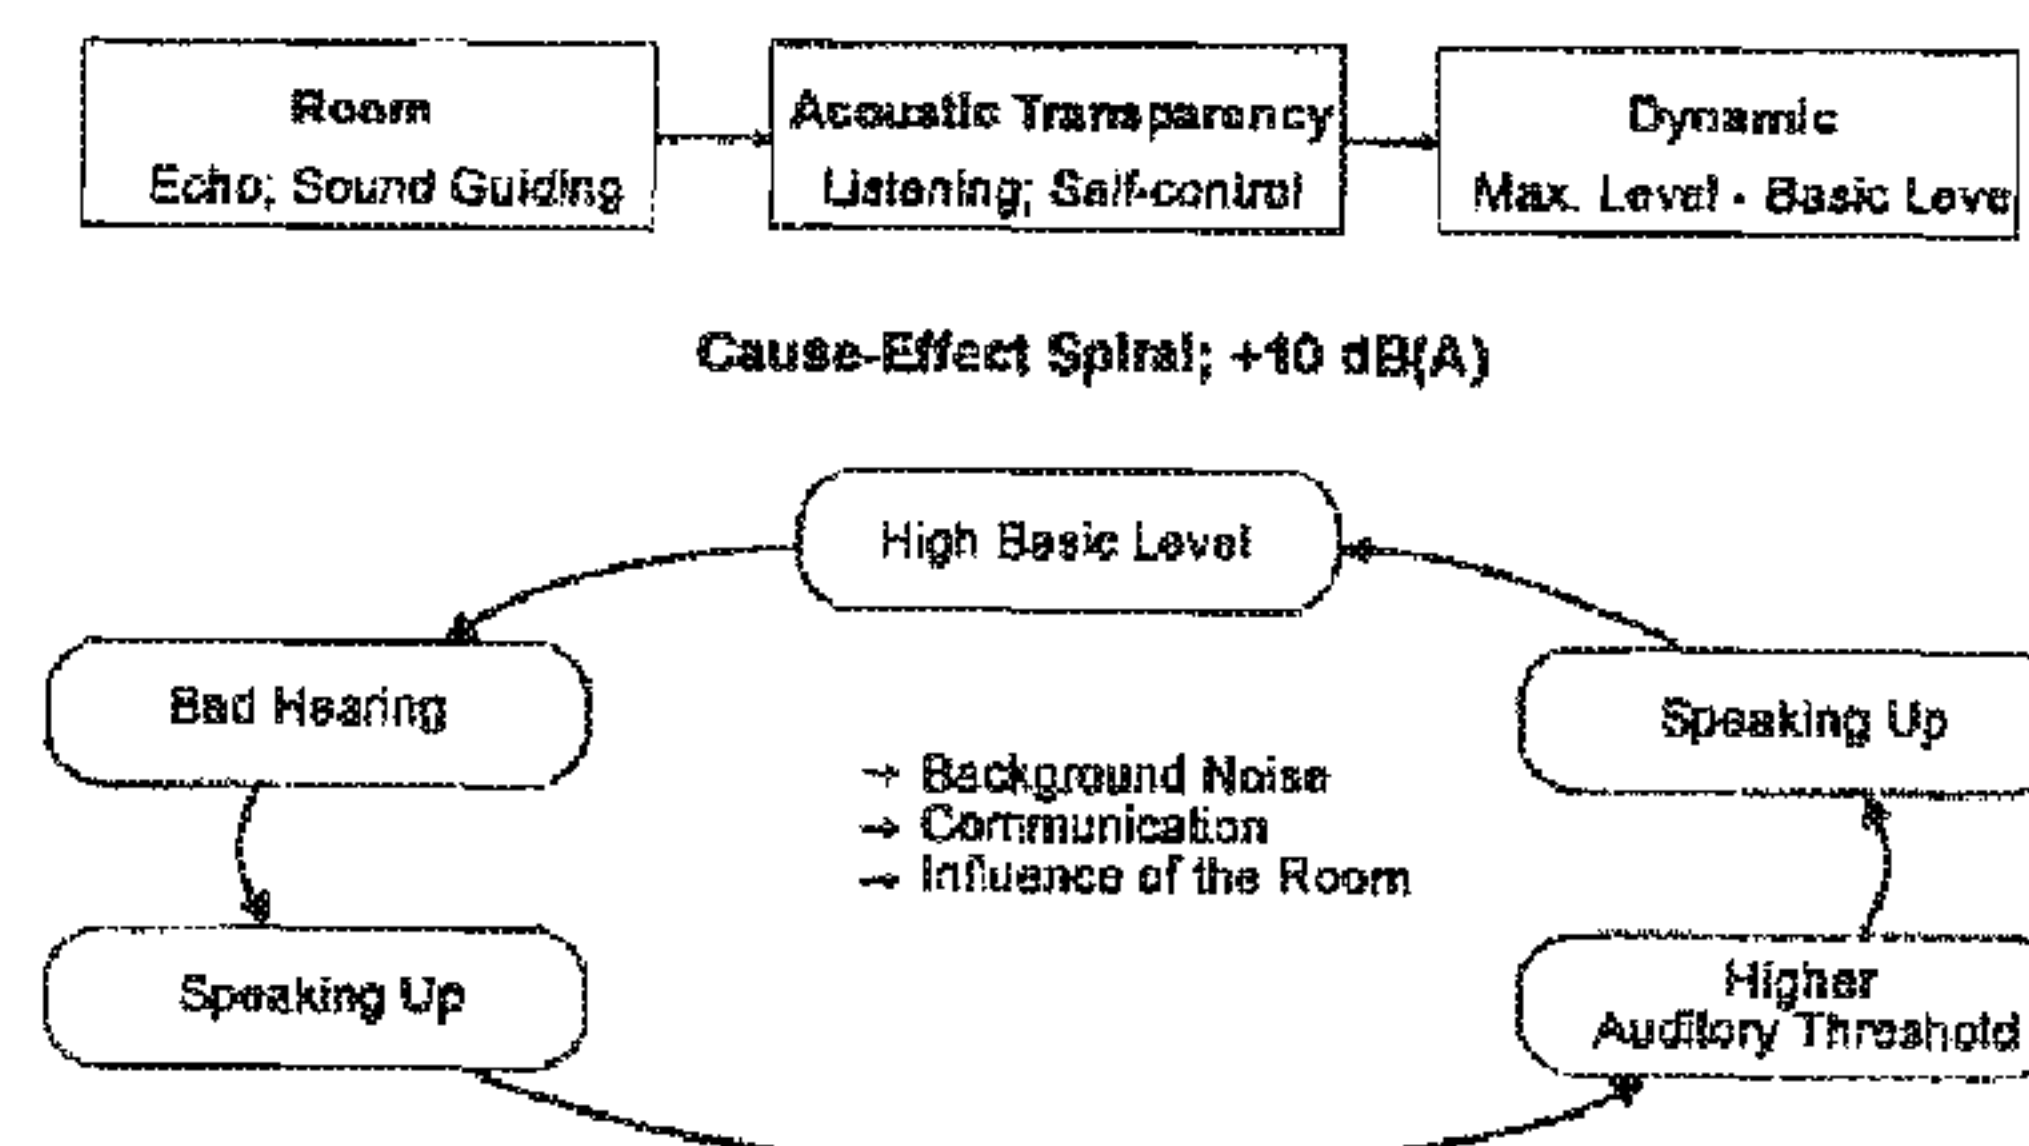 Room
Echo; Sound Guiding
Acoustic Transparency
Listening; Self-control
Dynamic
Max. Level - Basic Leve
Cause-Effect Spiral; +10 dB(A)
High Basic Level
Bad Hearing
Speaking Up
→ Background Noise
→ Communication
→ Influence of the Room
Speaking Up
Higher
Auditory Threshold